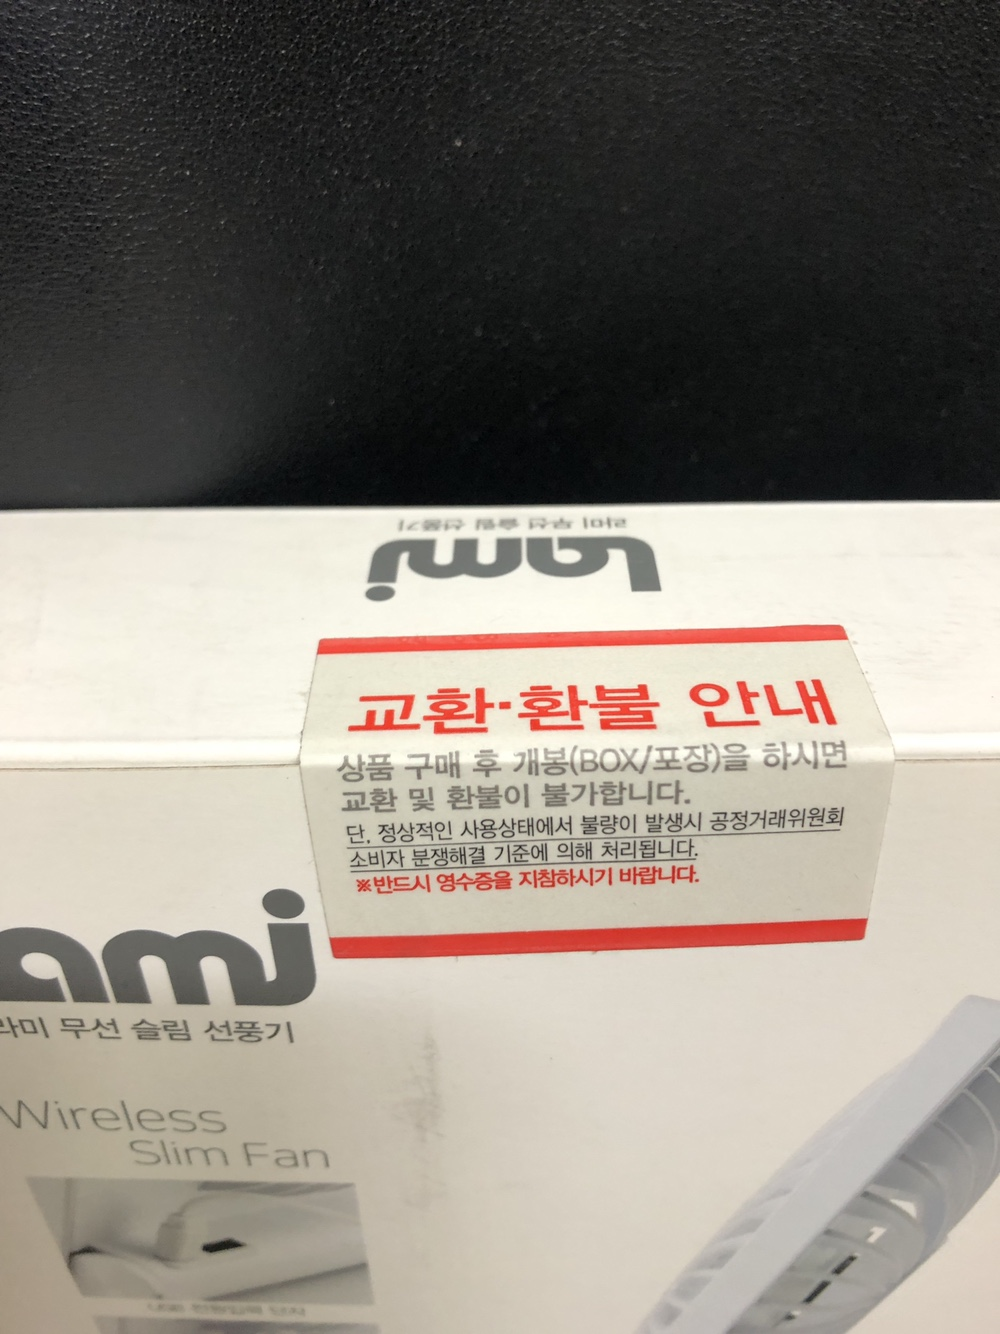 라미 무선 슬림 선풍기
Lami
교환·환불 안내
상품 구매 후 개봉(BOX/포장)을 하시면
교환 및 환불이 불가합니다.
단, 정상적인 사용상태에서 불량이 발생시 공정거래위원회
소비자 분쟁해결 기준에 의해 처리됩니다.
※반드시 영수증을 지참하시기 바랍니다.
ami
라미 무선 슬림 선풍기
Wireless
Slim Fan